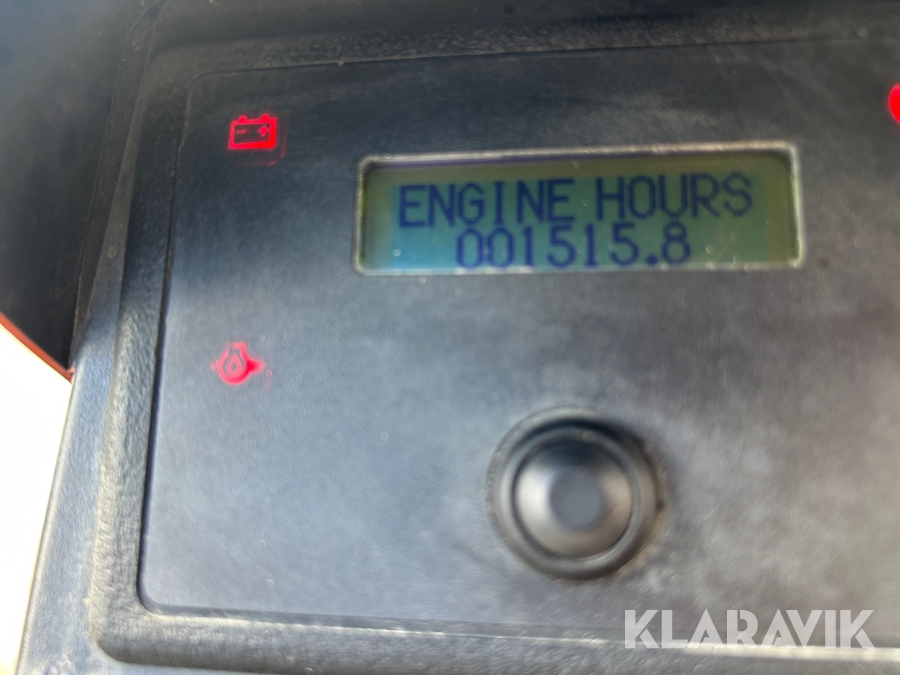 ENGINE HOURS
001515.8
KLARAVIK